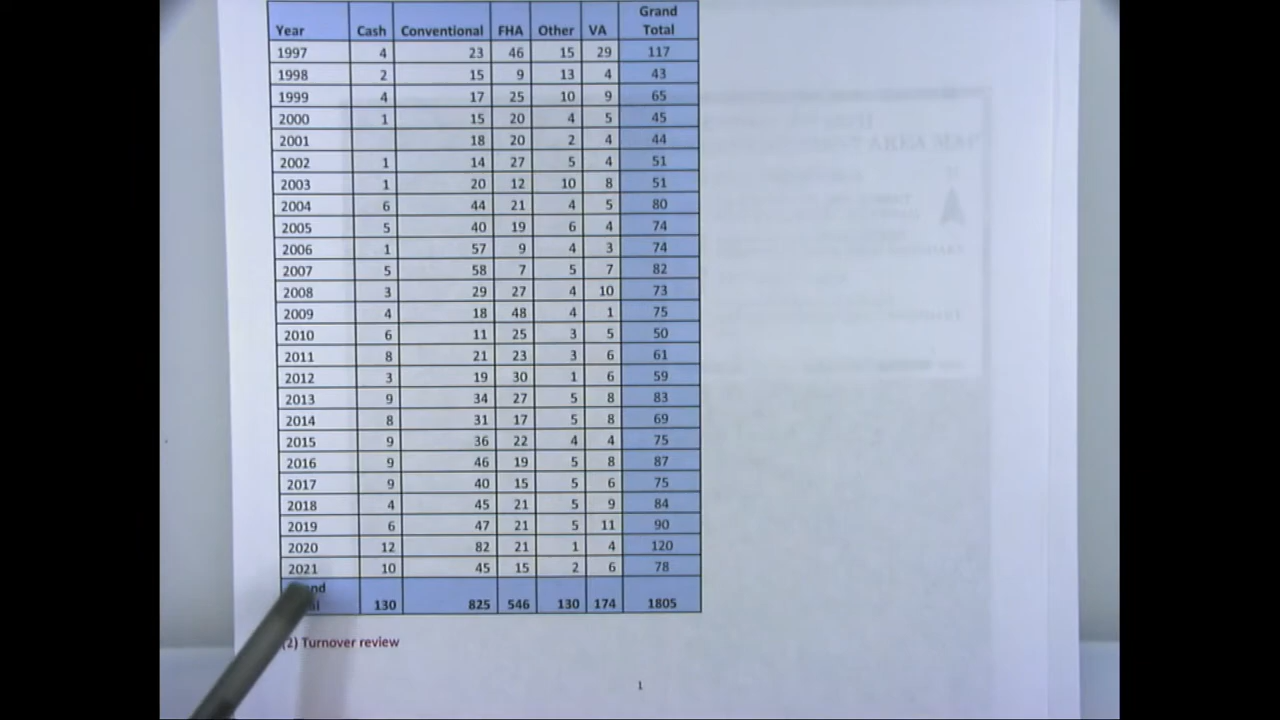 Year Cash Conventional FHA Other VA Grand Total
1997 4 23 46 15 29 117
1998 2 15 9 13 4 43
1999 4 17 25 10 9 65
2000 1 15 20 4 5 45
2001 18 20 2 4 44
2002 1 14 27 5 4 51
2003 1 20 12 10 8 51
2004 6 44 21 4 5 80
2005 5 40 19 6 4 74
2006 1 57 9 4 3 74
2007 5 58 7 5 7 82
2008 3 29 27 4 10 73
2009 4 18 48 4 1 75
2010 6 11 25 3 5 50
2011 8 21 23 3 6 61
2012 3 19 30 1 6 59
2013 9 34 27 5 8 83
2014 8 31 17 5 8 69
2015 9 36 22 4 4 75
2016 9 46 19 5 8 87
2017 9 40 15 5 6 75
2018 4 45 21 5 9 84
2019 6 47 21 5 11 90
2020 12 82 21 1 4 120
2021 10 45 15 2 6 78
130 825 546 130 174 1805
(2) Turnover review
1